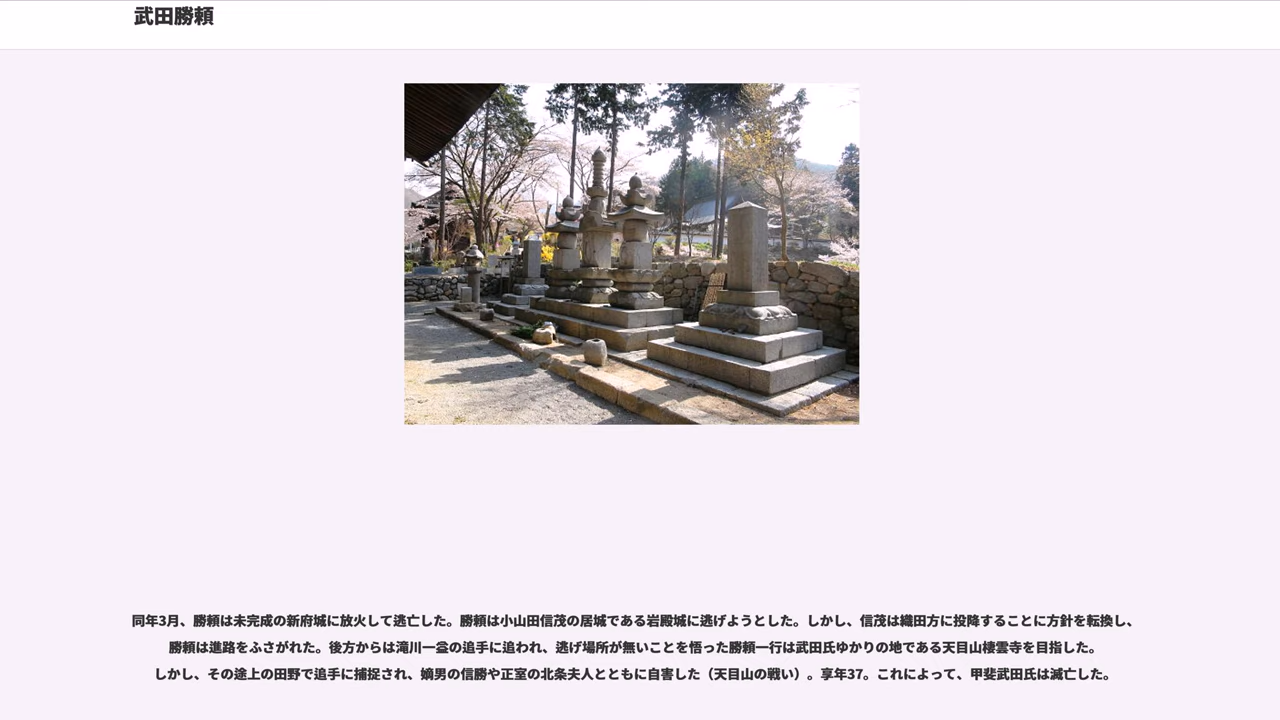 武田勝頼
同年3月、勝頼は未完成の新府城に放火して逃亡した。勝頼は小山田信茂の居城である岩殿城に逃げようとした。しかし、信茂は織田方に投降することに方針を転換し、
勝頼は進路をふさがれた。後方からは滝川一益の追手に追われ、逃げ場所が無いことを悟った勝頼一行は武田氏ゆかりの地である天目山棲雲寺を目指した。
しかし、その途上の田野で追手に捕捉され、嫡男の信勝や正室の北条夫人とともに自害した（天目山の戦い）。享年37。これによって、甲斐武田氏は滅亡した。